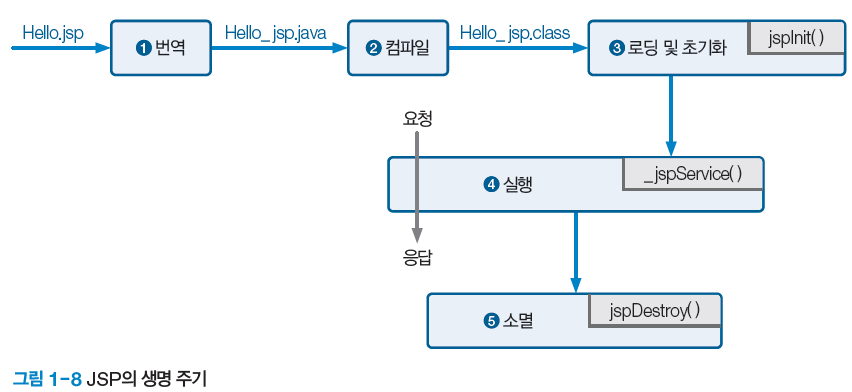 Hello.jsp
❶ 번역
Hello_jsp.java
❷ 컴파일
Hello_jsp.class
❸ 로딩 및 초기화
jspInit( )
요청
❹ 실행
_jspService( )
응답
❺ 소멸
jspDestroy( )
그림 1-8 JSP의 생명 주기